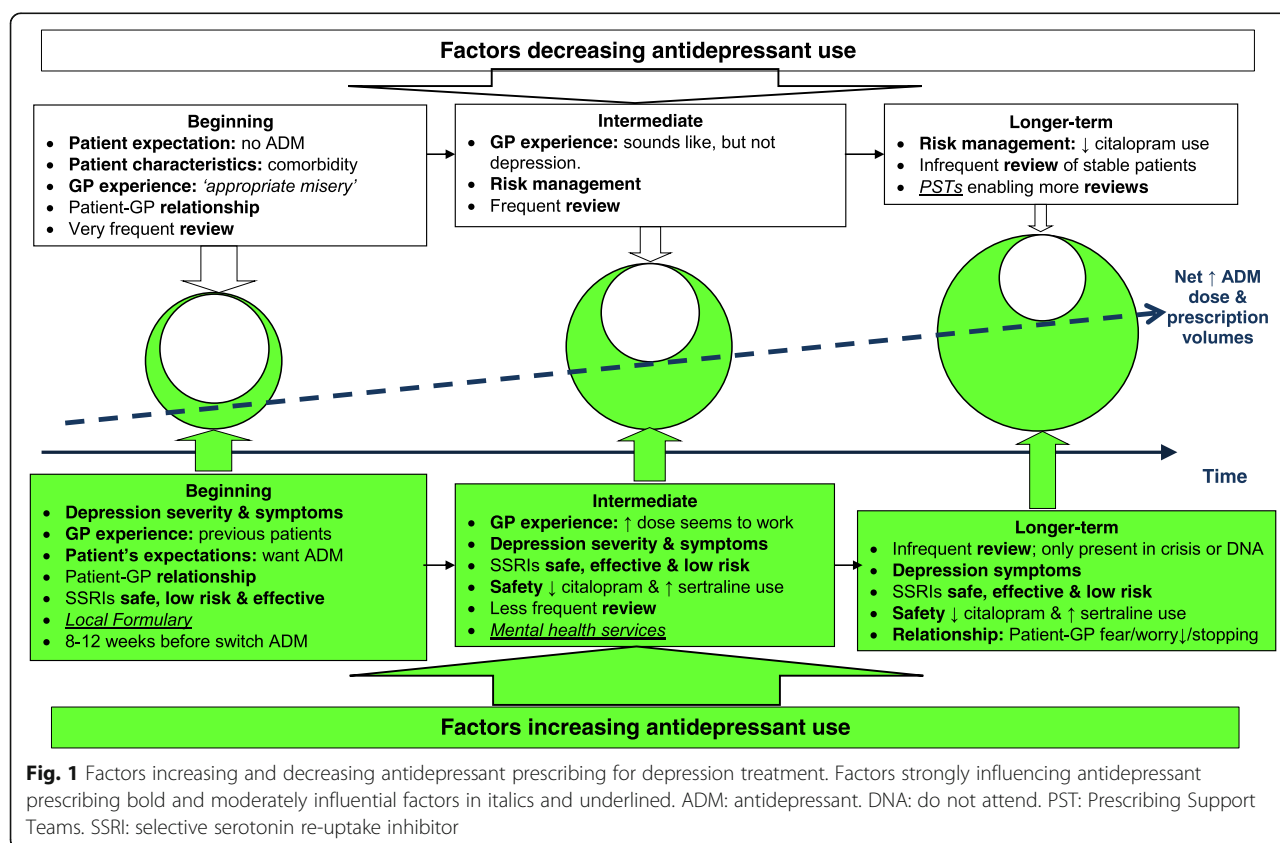 Factors decreasing antidepressant use
Beginning
• Patient expectation: no ADM
• Patient characteristics: comorbidity
• GP experience: ‘appropriate misery’
• Patient-GP relationship
• Very frequent review
Intermediate
• GP experience: sounds like, but not
depression.
• Risk management
• Frequent review
Longer-term
• Risk management: ↓ citalopram use
• Infrequent review of stable patients
• PSTs enabling more reviews
Net ↑ ADM
dose &
prescription
volumes
Time
Beginning
• Depression severity & symptoms
• GP experience: previous patients
• Patient’s expectations: want ADM
• Patient-GP relationship
• SSRIs safe, low risk & effective
• Local Formulary
• 8-12 weeks before switch ADM
Intermediate
• GP experience: ↑ dose seems to work
• Depression severity & symptoms
• SSRIs safe, effective & low risk
• Safety ↓ citalopram & ↑ sertraline use
• Less frequent review
• Mental health services
Longer-term
• Infrequent review; only present in crisis or DNA
• Depression symptoms
• SSRIs safe, effective & low risk
• Safety ↓ citalopram & ↑ sertraline use
• Relationship: Patient-GP fear/worry↓/stopping
Factors increasing antidepressant use
Fig. 1 Factors increasing and decreasing antidepressant prescribing for depression treatment. Factors strongly influencing antidepressant
prescribing bold and moderately influential factors in italics and underlined. ADM: antidepressant. DNA: do not attend. PST: Prescribing Support
Teams. SSRI: selective serotonin re-uptake inhibitor